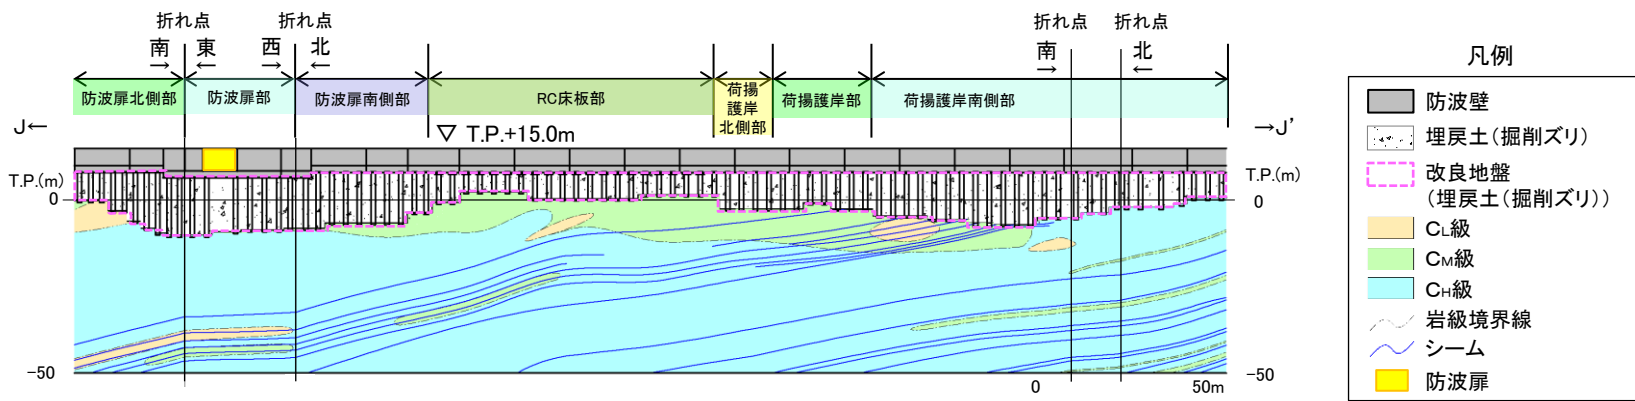 折れ点
折れ点
折れ点
折れ点
南
東
西
北
南
北
→
←
→
←
→
←
防波扉北側部
防波扉部
防波扉南側部
RC床板部
荷揚
護岸
北側部
荷揚護岸部
荷揚護岸南側部
J←
→J’
▽ T.P.+15.0m
T.P.(m)
T.P.(m)
0
0
-50
-50
0
50m
凡例
防波壁
埋戻土(掘削ズリ)
改良地盤
(埋戻土(掘削ズリ))
CL級
CM級
CH級
岩級境界線
シーム
防波扉